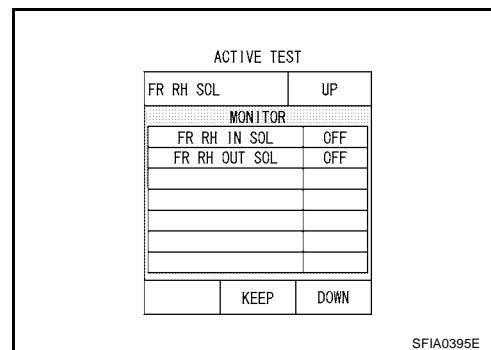 ACTIVE TEST
FR RH SOL UP
MONITOR
FR RH IN SOL OFF
FR RH OUT SOL OFF
KEEP DOWN
SFIA0395E